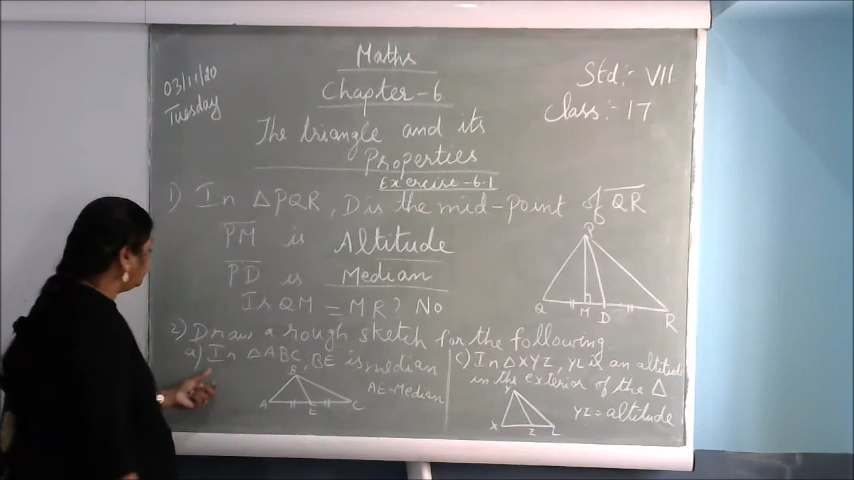 03/11/20
Tuesday
Maths
Chapter-6
Std:- VII
Class:- 17
The triangle and its
Properties
Exercise-6.1
1) In △PQR, D is the mid-point of QR
PM is Altitude
PD is Median
Is QM = MR? No
P
Q M D R
2) Draw a rough sketch for the following.
a) In △ABC, BE is median
AE-Median
B
A E C
c) In △XYZ, YL is an altitude
in the exterior of the △
YL = altitude
Y
X Z L